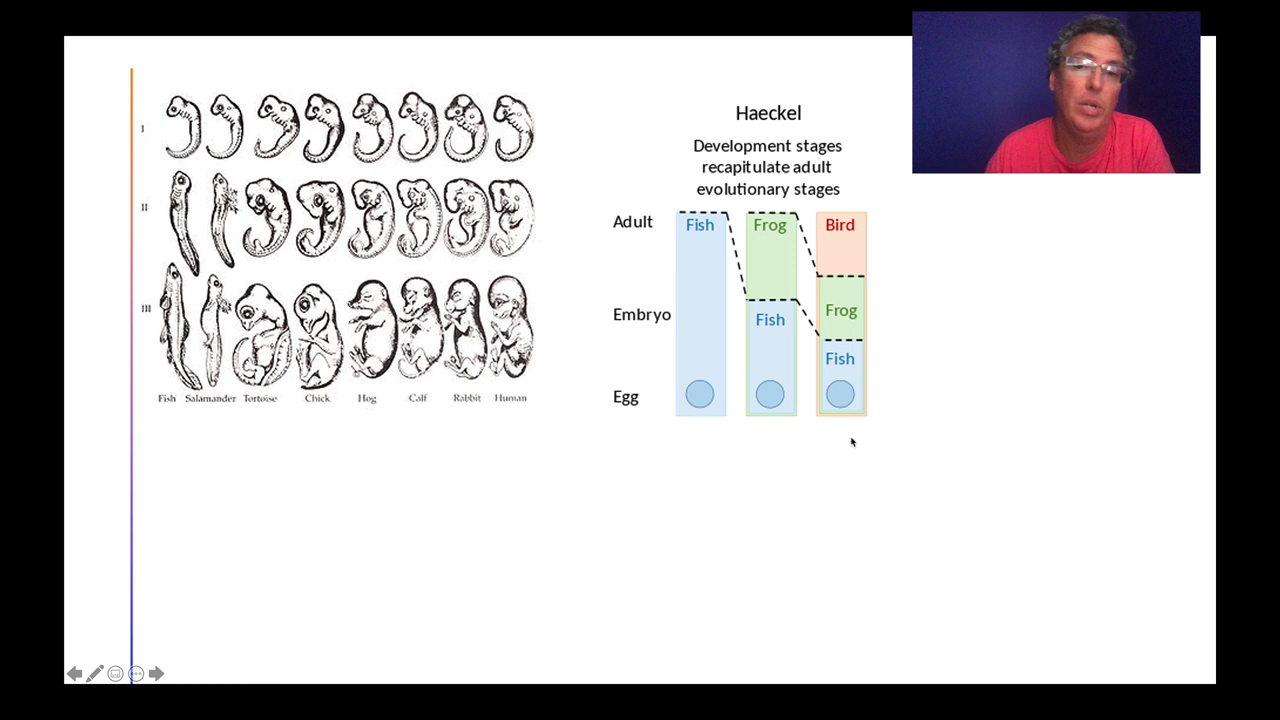 I
II
III
Fish Salamander Tortoise Chick Hog Calf Rabbit Human
Haeckel
Development stages
recapitulate adult
evolutionary stages
Adult
Fish
Frog
Bird
Embryo
Fish
Frog
Fish
Egg